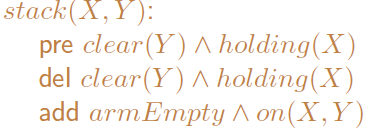 stack(X, Y):
pre clear(Y) ∧ holding(X)
del clear(Y) ∧ holding(X)
add armEmpty ∧ on(X, Y)